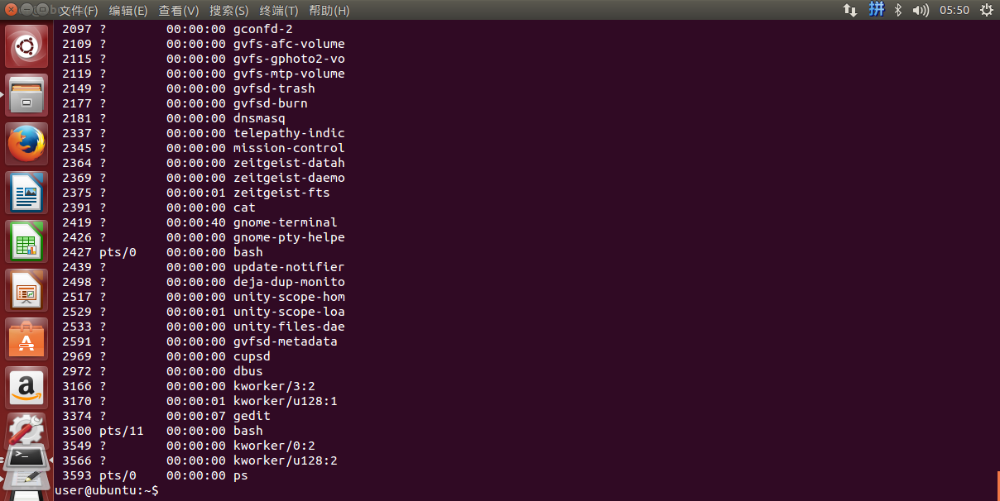 文件(F) 编辑(E) 查看(V) 搜索(S) 终端(T) 帮助(H) 拼 05:50
2097 ? 00:00:00 gconfd-2
2109 ? 00:00:00 gvfs-afc-volume
2115 ? 00:00:00 gvfs-gphoto2-vo
2119 ? 00:00:00 gvfs-mtp-volume
2149 ? 00:00:00 gvfsd-trash
2177 ? 00:00:00 gvfsd-burn
2181 ? 00:00:00 dnsmasq
2337 ? 00:00:00 telepathy-indic
2345 ? 00:00:00 mission-control
2364 ? 00:00:00 zeitgeist-datah
2369 ? 00:00:00 zeitgeist-daemo
2375 ? 00:00:01 zeitgeist-fts
2391 ? 00:00:00 cat
2419 ? 00:00:40 gnome-terminal
2426 ? 00:00:00 gnome-pty-helpe
2427 pts/0 00:00:00 bash
2439 ? 00:00:00 update-notifier
2498 ? 00:00:00 deja-dup-monito
2517 ? 00:00:00 unity-scope-hom
2529 ? 00:00:01 unity-scope-loa
2533 ? 00:00:00 unity-files-dae
2591 ? 00:00:00 gvfsd-metadata
2969 ? 00:00:00 cupsd
2972 ? 00:00:00 dbus
3166 ? 00:00:00 kworker/3:2
3170 ? 00:00:01 kworker/u128:1
3374 ? 00:00:07 gedit
3500 pts/11 00:00:00 bash
3549 ? 00:00:00 kworker/0:2
3566 ? 00:00:00 kworker/u128:2
3593 pts/0 00:00:00 ps
user@ubuntu:~$